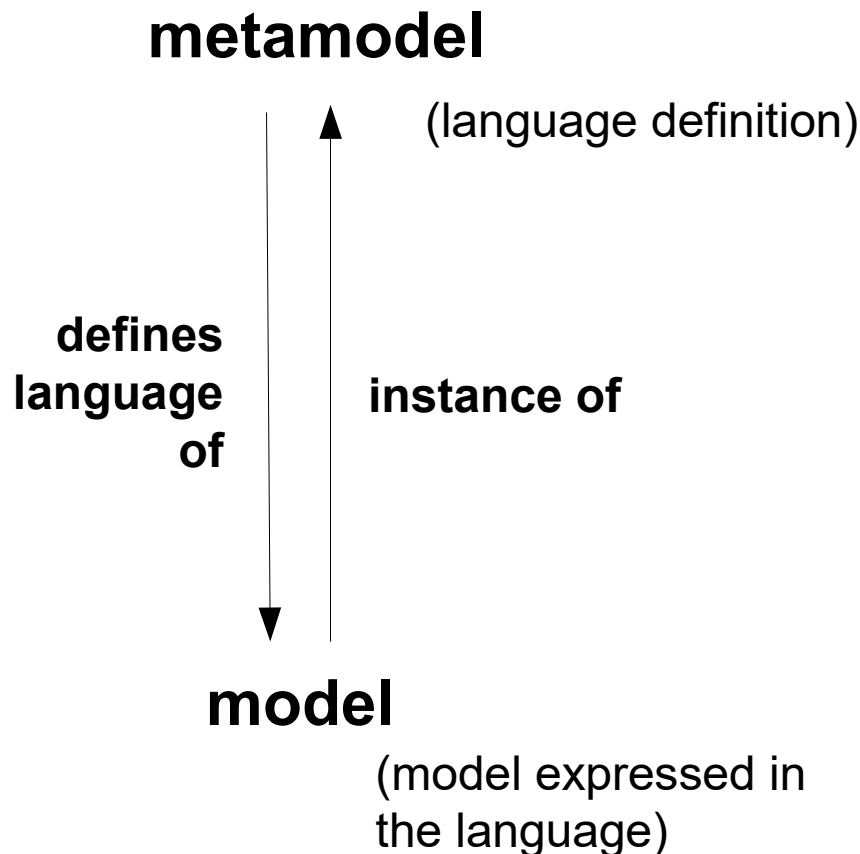 metamodel
(language definition)
defines
language
of
instance of
model
(model expressed in
the language)